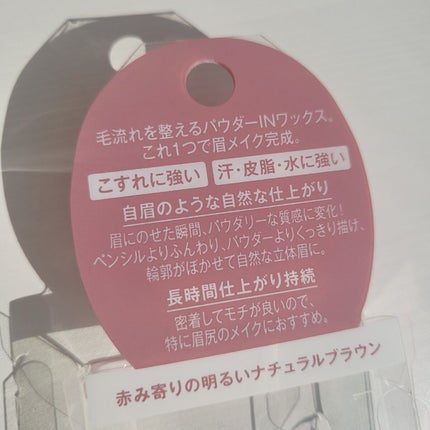 毛流れを整えるパウダーINワックス。
これ1つで眉メイク完成。
こすれに強い 汗・皮脂・水に強い
自眉のような自然な仕上がり
眉にのせた瞬間、パウダリーな質感に変化!
ペンシルよりふんわり、パウダーよりくっきり描け、
輪郭がぼかせて自然な立体眉に。
長時間仕上がり持続
密着してモチが良いので、
特に眉尻のメイクにおすすめ。
赤み寄りの明るいナチュラルブラウン